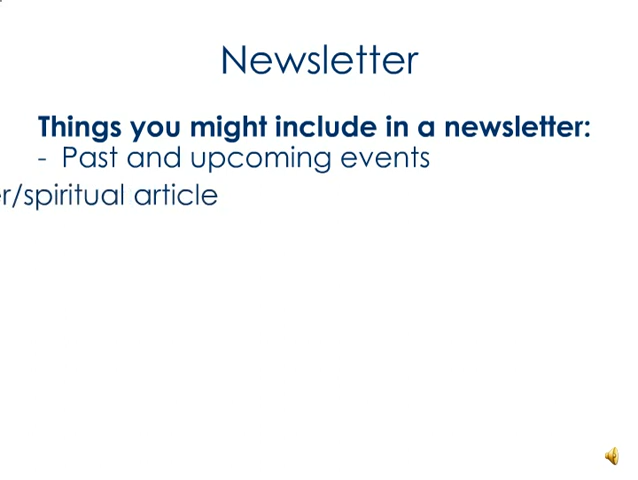 Newsletter
Things you might include in a newsletter:
- Past and upcoming events
r/spiritual article